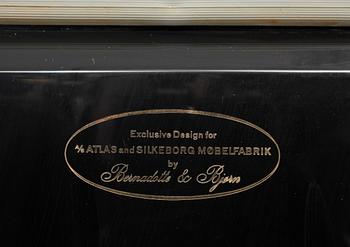 Exclusive Design for
A/S ATLAS and SILKEBORG MØBELFABRIK
by
Bernadotte & Bjørn